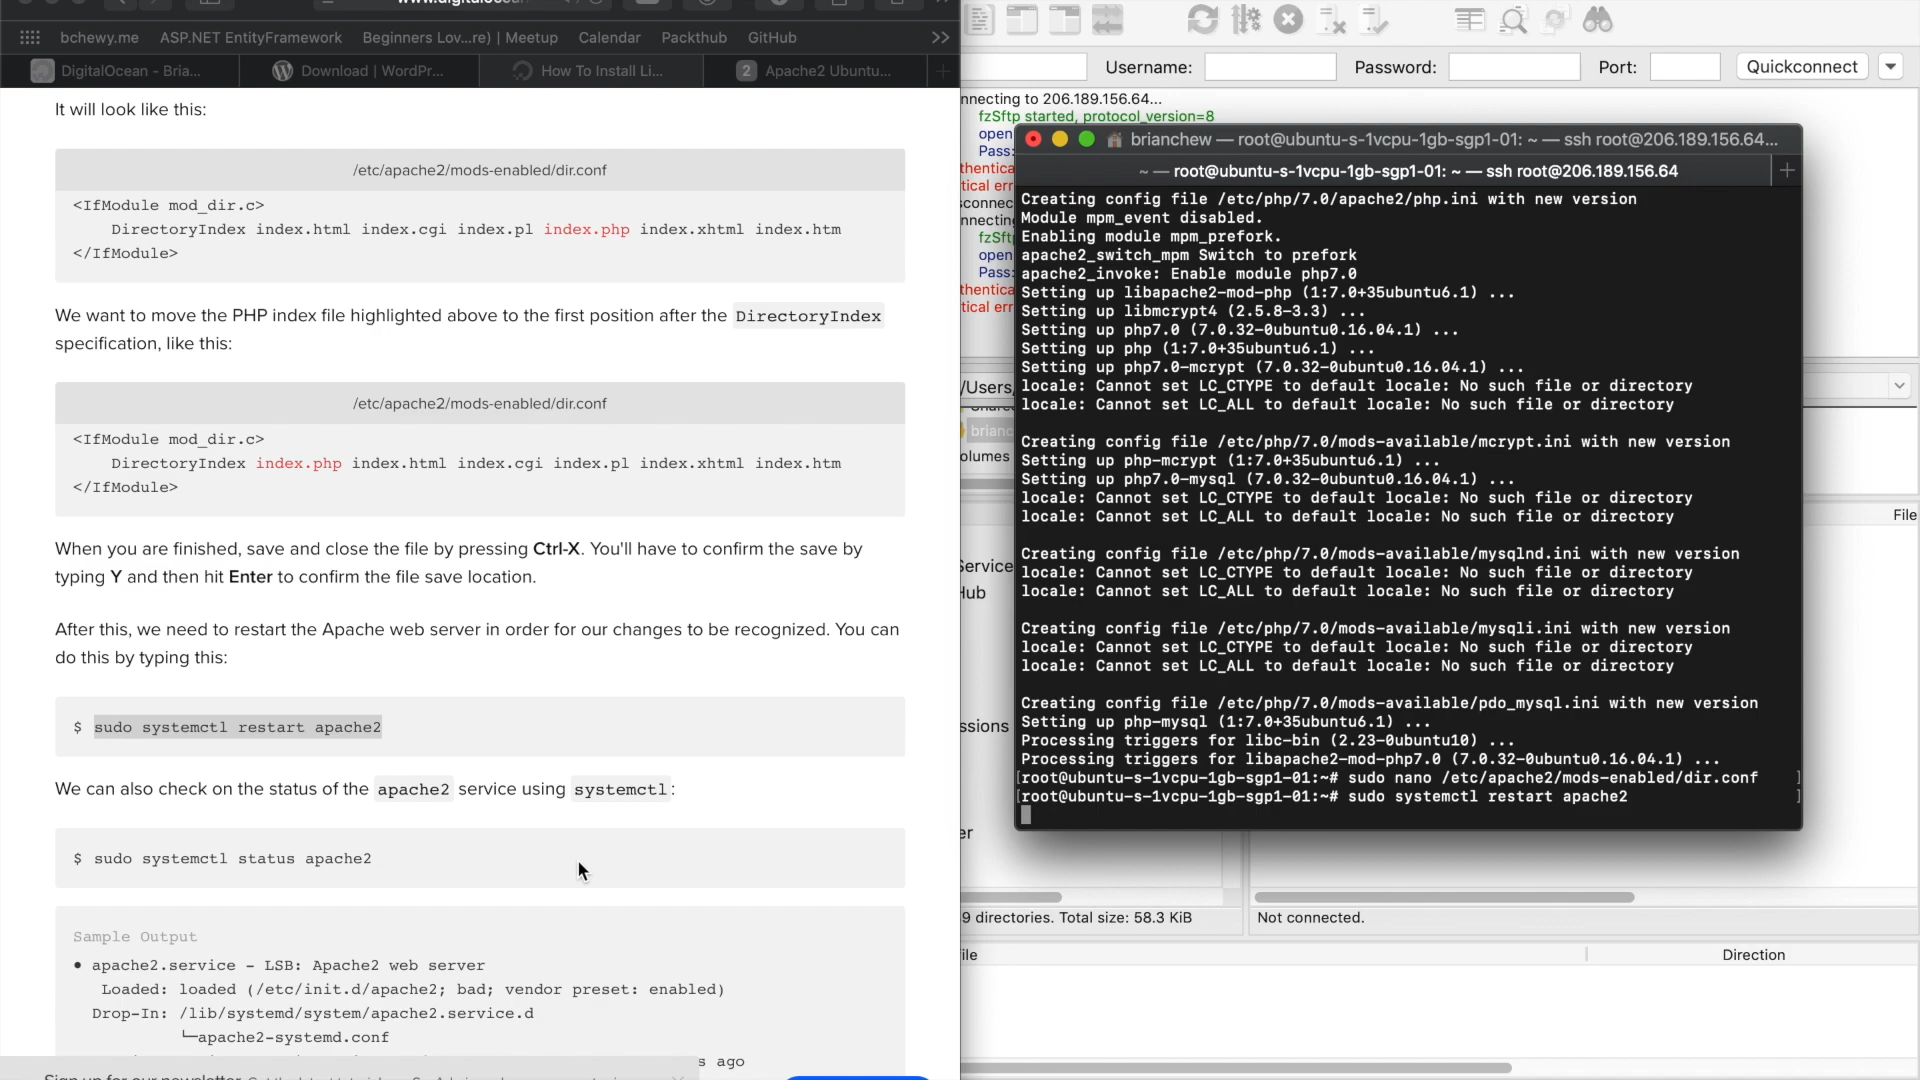 bchewy.me ASP.NET EntityFramework Beginners Lov...re) | Meetup Calendar Packthub GitHub
DigitalOcean - Bria...
Download | WordPr...
How To Install Li...
2 Apache2 Ubuntu...
It will look like this:
/etc/apache2/mods-enabled/dir.conf
<IfModule mod_dir.c>
DirectoryIndex index.html index.cgi index.pl index.php index.xhtml index.htm
</IfModule>
We want to move the PHP index file highlighted above to the first position after the DirectoryIndex
specification, like this:
/etc/apache2/mods-enabled/dir.conf
<IfModule mod_dir.c>
DirectoryIndex index.php index.html index.cgi index.pl index.xhtml index.htm
</IfModule>
When you are finished, save and close the file by pressing Ctrl-X. You'll have to confirm the save by
typing Y and then hit Enter to confirm the file save location.
After this, we need to restart the Apache web server in order for our changes to be recognized. You can
do this by typing this:
$ sudo systemctl restart apache2
We can also check on the status of the apache2 service using systemctl:
$ sudo systemctl status apache2
Sample Output
● apache2.service - LSB: Apache2 web server
Loaded: loaded (/etc/init.d/apache2; bad; vendor preset: enabled)
Drop-In: /lib/systemd/system/apache2.service.d
└─apache2-systemd.conf
s ago
Username: Password: Port: Quickconnect
nnecting to 206.189.156.64...
fzSftp started, protocol_version=8
open
Pass:
brianchew — root@ubuntu-s-1vcpu-1gb-sgp1-01: ~ — ssh root@206.189.156.64...
~ — root@ubuntu-s-1vcpu-1gb-sgp1-01: ~ — ssh root@206.189.156.64
Creating config file /etc/php/7.0/apache2/php.ini with new version
Module mpm_event disabled.
Enabling module mpm_prefork.
apache2_switch_mpm Switch to prefork
apache2_invoke: Enable module php7.0
Setting up libapache2-mod-php (1:7.0+35ubuntu6.1) ...
Setting up libmcrypt4 (2.5.8-3.3) ...
Setting up php7.0 (7.0.32-0ubuntu0.16.04.1) ...
Setting up php (1:7.0+35ubuntu6.1) ...
Setting up php7.0-mcrypt (7.0.32-0ubuntu0.16.04.1) ...
locale: Cannot set LC_CTYPE to default locale: No such file or directory
locale: Cannot set LC_ALL to default locale: No such file or directory
Creating config file /etc/php/7.0/mods-available/mcrypt.ini with new version
Setting up php-mcrypt (1:7.0+35ubuntu6.1) ...
Setting up php7.0-mysql (7.0.32-0ubuntu0.16.04.1) ...
locale: Cannot set LC_CTYPE to default locale: No such file or directory
locale: Cannot set LC_ALL to default locale: No such file or directory
Creating config file /etc/php/7.0/mods-available/mysqlnd.ini with new version
locale: Cannot set LC_CTYPE to default locale: No such file or directory
locale: Cannot set LC_ALL to default locale: No such file or directory
Creating config file /etc/php/7.0/mods-available/mysqli.ini with new version
locale: Cannot set LC_CTYPE to default locale: No such file or directory
locale: Cannot set LC_ALL to default locale: No such file or directory
Creating config file /etc/php/7.0/mods-available/pdo_mysql.ini with new version
Setting up php-mysql (1:7.0+35ubuntu6.1) ...
Processing triggers for libc-bin (2.23-0ubuntu10) ...
Processing triggers for libapache2-mod-php7.0 (7.0.32-0ubuntu0.16.04.1) ...
[root@ubuntu-s-1vcpu-1gb-sgp1-01:~# sudo nano /etc/apache2/mods-enabled/dir.conf ]
[root@ubuntu-s-1vcpu-1gb-sgp1-01:~# sudo systemctl restart apache2 ]
thentica
tical err
sconnec
nnecting
fzSft
open
Pass:
thentica
tical err
/Users,
brianc
olumes
File
Service
Hub
ssions
er
9 directories. Total size: 58.3 KiB
Not connected.
ile
Direction